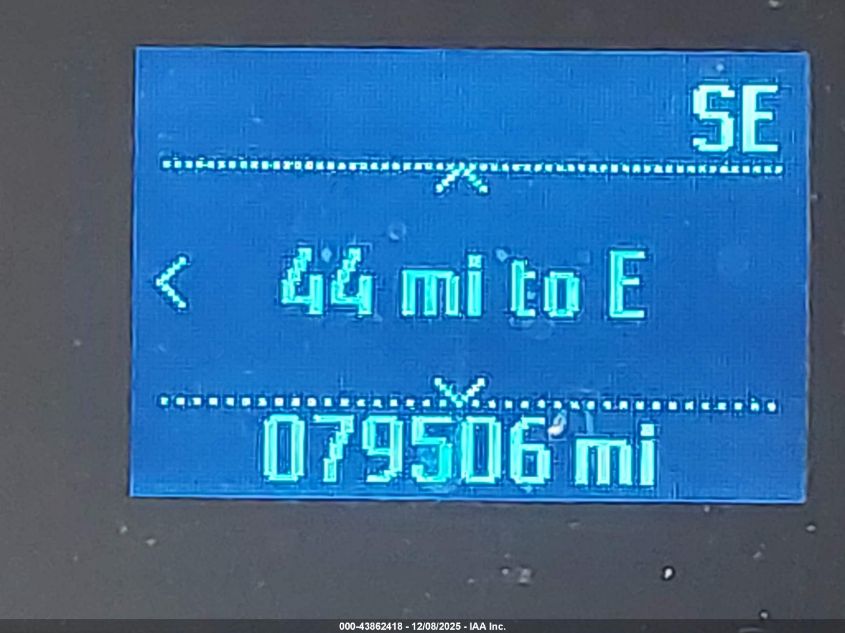 SE
44 mi to E
079506 mi
000-43862418 - 12/08/2025 - IAA Inc.